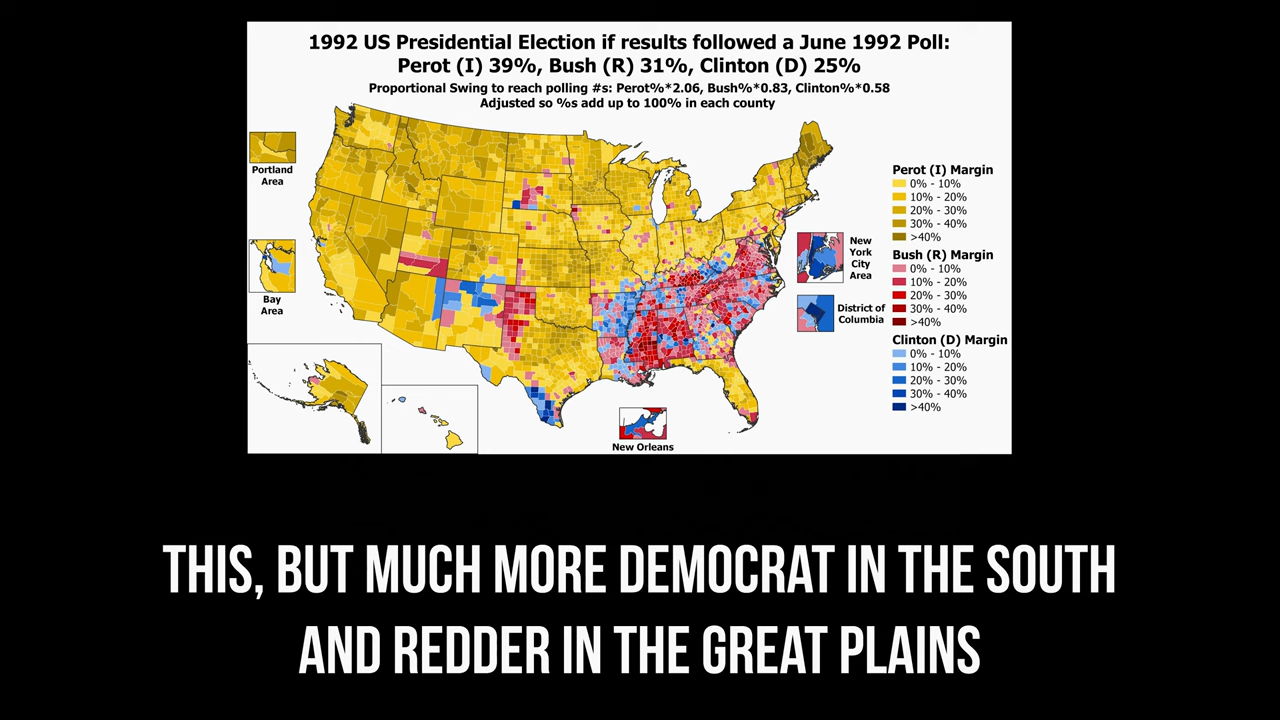 1992 US Presidential Election if results followed a June 1992 Poll:
Perot (I) 39%, Bush (R) 31%, Clinton (D) 25%
Proportional Swing to reach polling #s: Perot%*2.06, Bush%*0.83, Clinton%*0.58
Adjusted so %s add up to 100% in each county
Portland
Area
Bay
Area
New Orleans
New
York
City
Area
District of
Columbia
Perot (I) Margin
0% - 10%
10% - 20%
20% - 30%
30% - 40%
>40%
Bush (R) Margin
0% - 10%
10% - 20%
20% - 30%
30% - 40%
>40%
Clinton (D) Margin
0% - 10%
10% - 20%
20% - 30%
30% - 40%
>40%
THIS, BUT MUCH MORE DEMOCRAT IN THE SOUTH
AND REDDER IN THE GREAT PLAINS